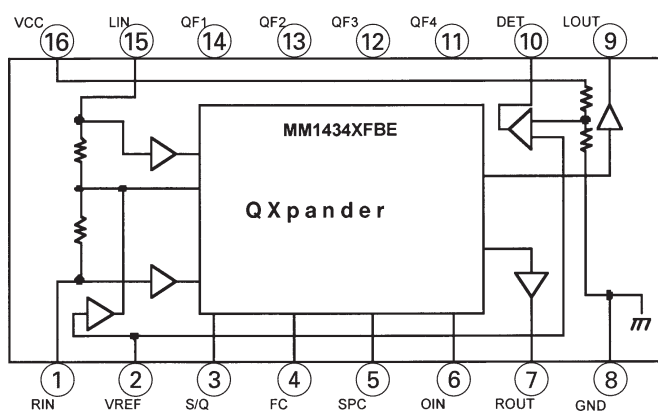 VCC LIN QF1 QF2 QF3 QF4 DET LOUT
16 15 14 13 12 11 10 9
MM1434XFBE
QXpander
1 2 3 4 5 6 7 8
RIN VREF S/Q FC SPC OIN ROUT GND